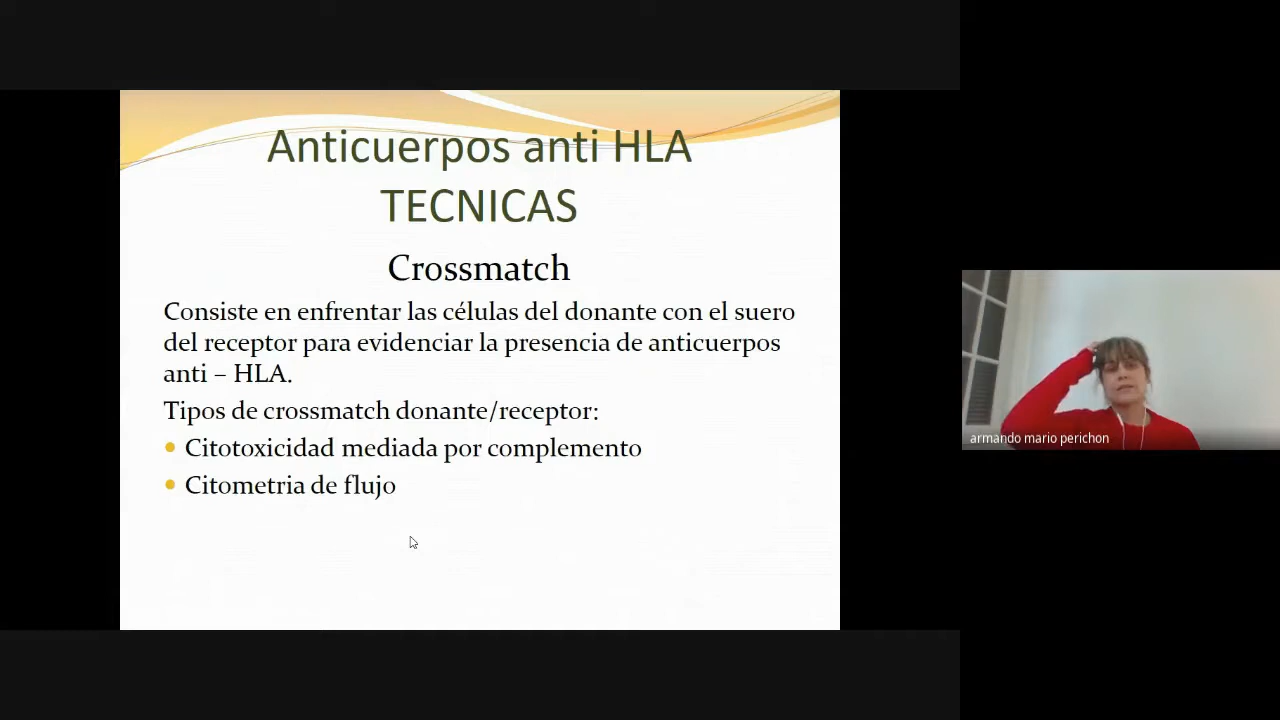 Anticuerpos anti HLA
TECNICAS
Crossmatch
Consiste en enfrentar las células del donante con el suero
del receptor para evidenciar la presencia de anticuerpos
anti – HLA.
Tipos de crossmatch donante/receptor:
Citotoxicidad mediada por complemento
Citometria de flujo
armando mario perichon